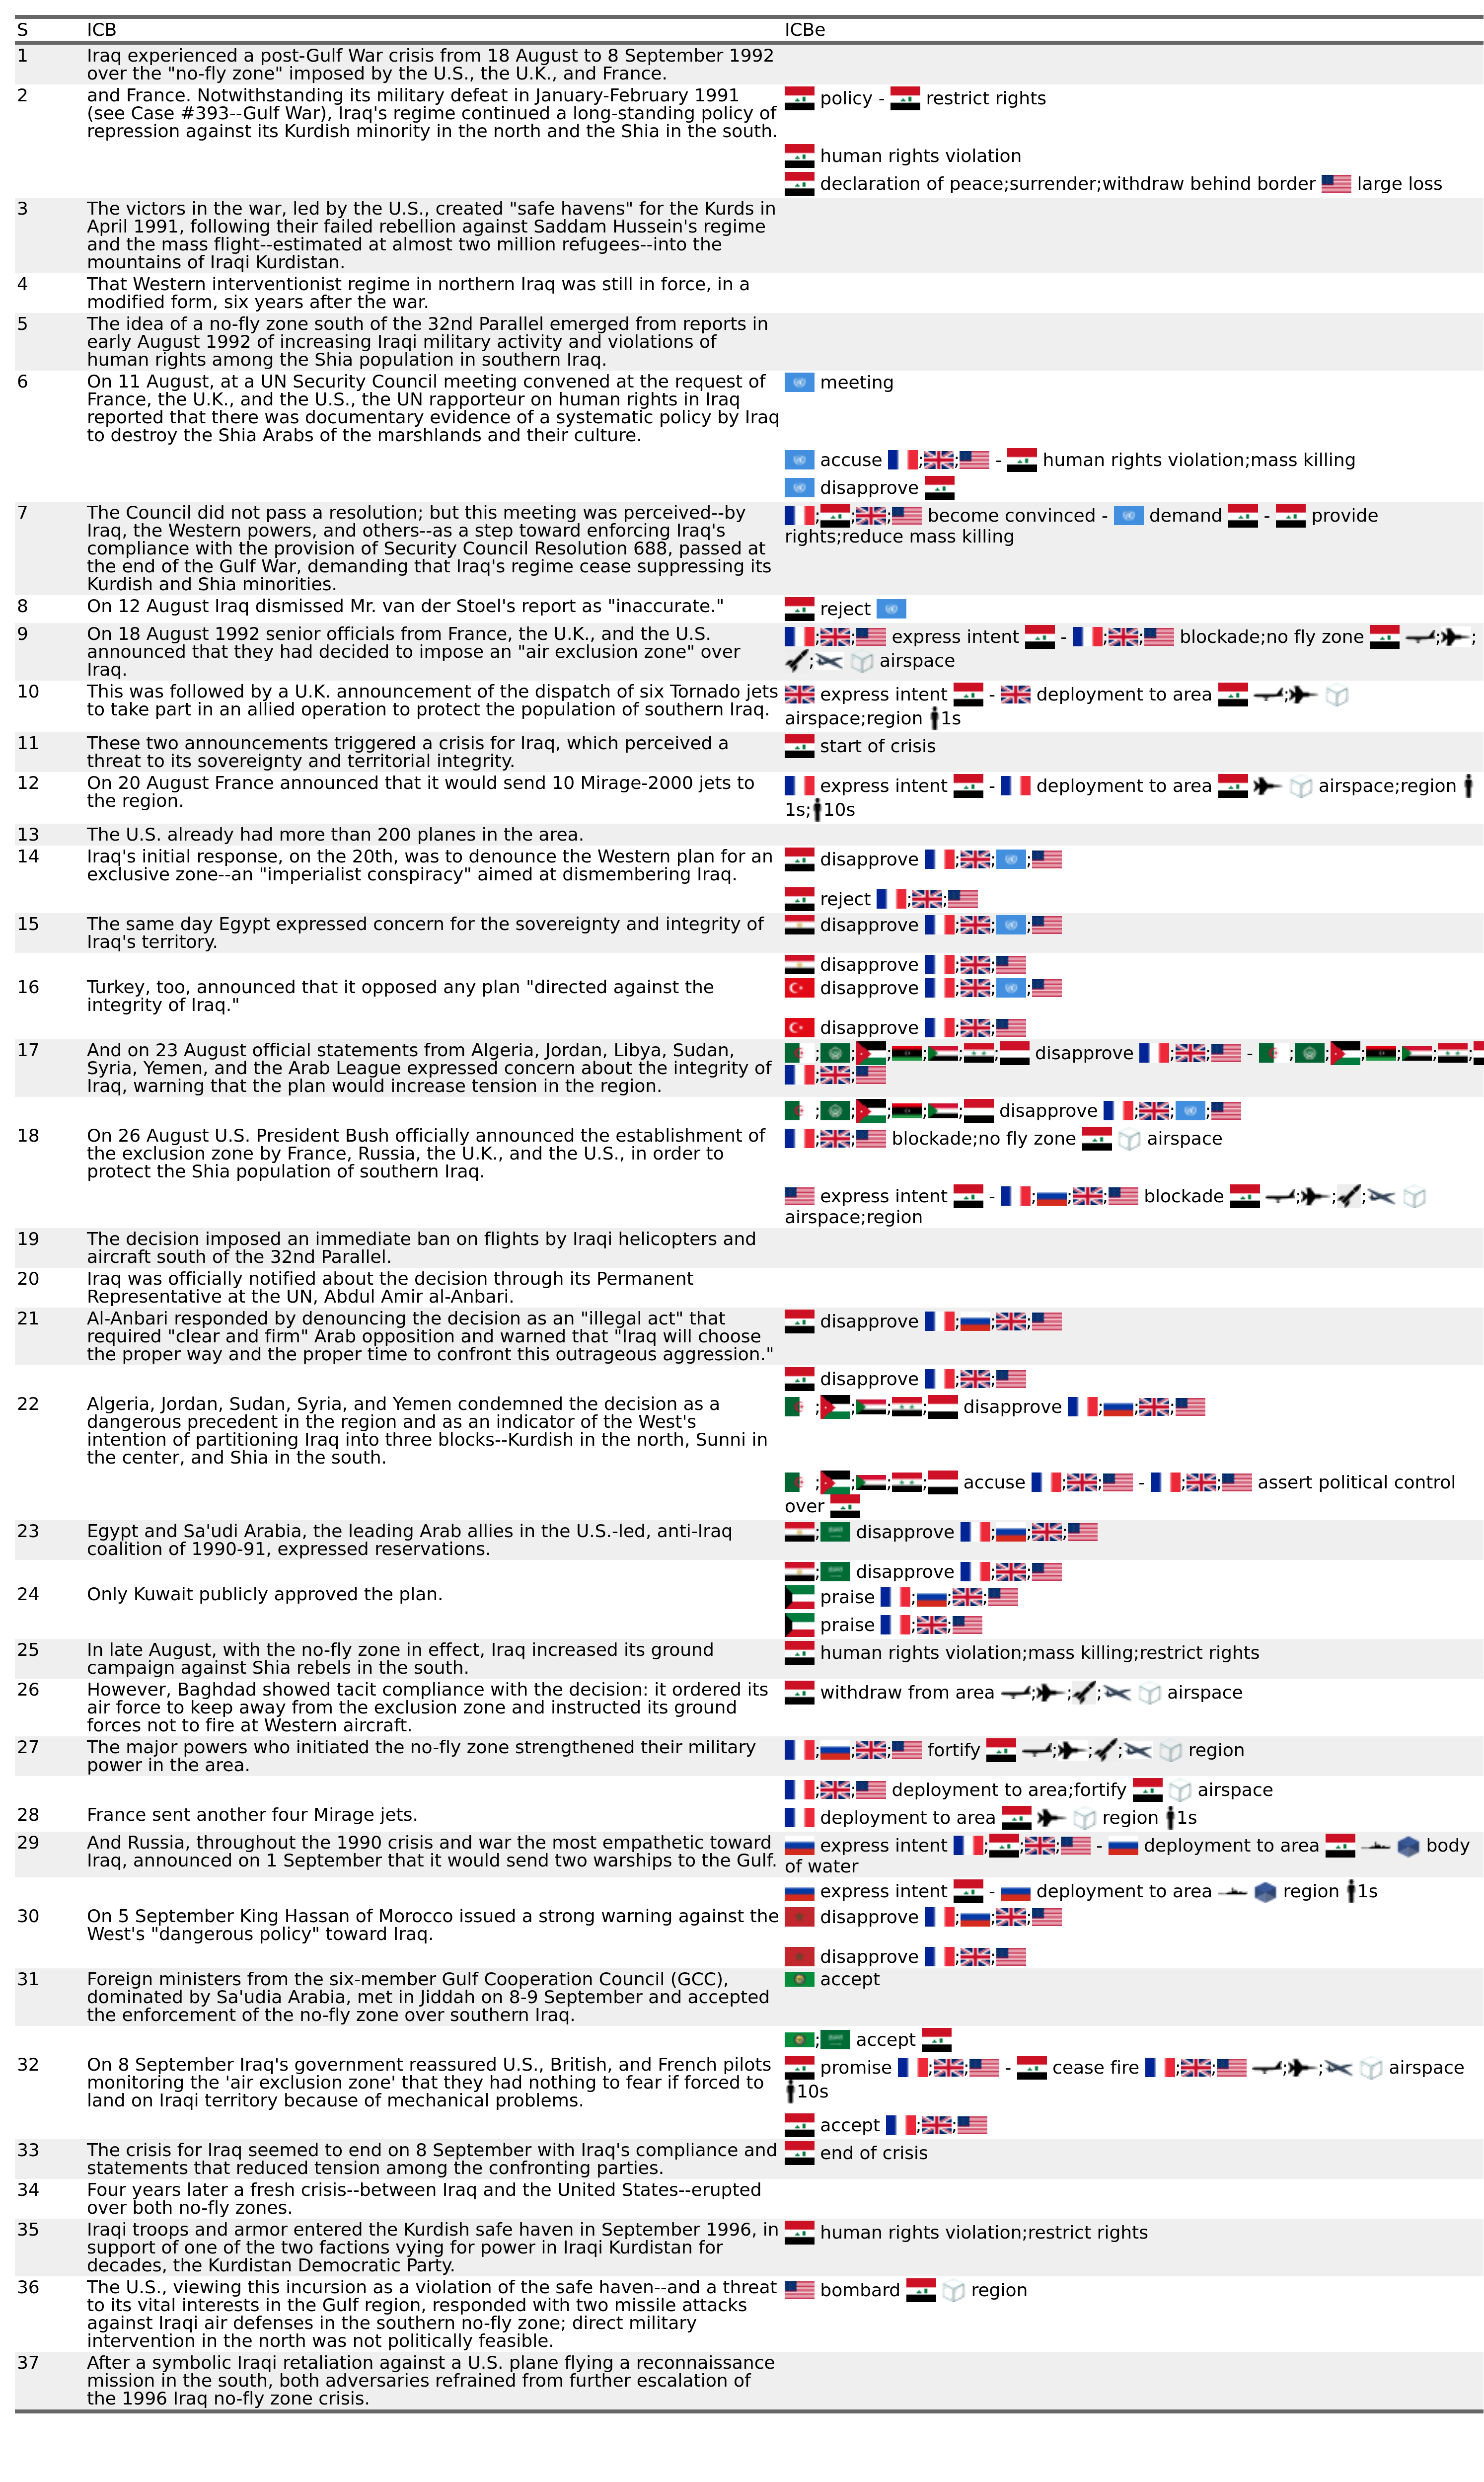 S ICB ICBe
1 Iraq experienced a post-Gulf War crisis from 18 August to 8 September 1992
over the "no-fly zone" imposed by the U.S., the U.K., and France.
2 and France. Notwithstanding its military defeat in January-February 1991
(see Case #393--Gulf War), Iraq's regime continued a long-standing policy of
repression against its Kurdish minority in the north and the Shia in the south.
policy - restrict rights
human rights violation
declaration of peace;surrender;withdraw behind border large loss
3 The victors in the war, led by the U.S., created "safe havens" for the Kurds in
April 1991, following their failed rebellion against Saddam Hussein's regime
and the mass flight--estimated at almost two million refugees--into the
mountains of Iraqi Kurdistan.
4 That Western interventionist regime in northern Iraq was still in force, in a
modified form, six years after the war.
5 The idea of a no-fly zone south of the 32nd Parallel emerged from reports in
early August 1992 of increasing Iraqi military activity and violations of
human rights among the Shia population in southern Iraq.
6 On 11 August, at a UN Security Council meeting convened at the request of
France, the U.K., and the U.S., the UN rapporteur on human rights in Iraq
reported that there was documentary evidence of a systematic policy by Iraq
to destroy the Shia Arabs of the marshlands and their culture.
meeting
accuse ; ; - human rights violation;mass killing
disapprove
7 The Council did not pass a resolution; but this meeting was perceived--by
Iraq, the Western powers, and others--as a step toward enforcing Iraq's
compliance with the provision of Security Council Resolution 688, passed at
the end of the Gulf War, demanding that Iraq's regime cease suppressing its
Kurdish and Shia minorities.
; ; ; become convinced - demand - provide
rights;reduce mass killing
8 On 12 August Iraq dismissed Mr. van der Stoel's report as "inaccurate."
reject
9 On 18 August 1992 senior officials from France, the U.K., and the U.S.
announced that they had decided to impose an "air exclusion zone" over
Iraq.
; ; express intent - ; ; blockade;no fly zone ; ;
; airspace
10 This was followed by a U.K. announcement of the dispatch of six Tornado jets
to take part in an allied operation to protect the population of southern Iraq.
express intent - deployment to area ;
airspace;region 1s
11 These two announcements triggered a crisis for Iraq, which perceived a
threat to its sovereignty and territorial integrity.
start of crisis
12 On 20 August France announced that it would send 10 Mirage-2000 jets to
the region.
express intent - deployment to area airspace;region
1s; 10s
13 The U.S. already had more than 200 planes in the area.
14 Iraq's initial response, on the 20th, was to denounce the Western plan for an
exclusive zone--an "imperialist conspiracy" aimed at dismembering Iraq.
disapprove ; ; ;
reject ; ;
15 The same day Egypt expressed concern for the sovereignty and integrity of
Iraq's territory.
disapprove ; ; ;
disapprove ; ;
16 Turkey, too, announced that it opposed any plan "directed against the
integrity of Iraq."
disapprove ; ; ;
disapprove ; ;
17 And on 23 August official statements from Algeria, Jordan, Libya, Sudan,
Syria, Yemen, and the Arab League expressed concern about the integrity of
Iraq, warning that the plan would increase tension in the region.
; ; ; ; ; ; disapprove ; ; - ; ; ; ; ; ;
; ;
; ; ; ; ; disapprove ; ; ;
18 On 26 August U.S. President Bush officially announced the establishment of
the exclusion zone by France, Russia, the U.K., and the U.S., in order to
protect the Shia population of southern Iraq.
; ; blockade;no fly zone airspace
express intent - ; ; ; blockade ; ; ;
airspace;region
19 The decision imposed an immediate ban on flights by Iraqi helicopters and
aircraft south of the 32nd Parallel.
20 Iraq was officially notified about the decision through its Permanent
Representative at the UN, Abdul Amir al-Anbari.
21 Al-Anbari responded by denouncing the decision as an "illegal act" that
required "clear and firm" Arab opposition and warned that "Iraq will choose
the proper way and the proper time to confront this outrageous aggression."
disapprove ; ; ;
disapprove ; ;
22 Algeria, Jordan, Sudan, Syria, and Yemen condemned the decision as a
dangerous precedent in the region and as an indicator of the West's
intention of partitioning Iraq into three blocks--Kurdish in the north, Sunni in
the center, and Shia in the south.
; ; ; ; disapprove ; ; ;
; ; ; ; accuse ; ; - ; ; assert political control
over
23 Egypt and Sa'udi Arabia, the leading Arab allies in the U.S.-led, anti-Iraq
coalition of 1990-91, expressed reservations.
; disapprove ; ; ;
; disapprove ; ;
24 Only Kuwait publicly approved the plan.
praise ; ; ;
praise ; ;
25 In late August, with the no-fly zone in effect, Iraq increased its ground
campaign against Shia rebels in the south.
human rights violation;mass killing;restrict rights
26 However, Baghdad showed tacit compliance with the decision: it ordered its
air force to keep away from the exclusion zone and instructed its ground
forces not to fire at Western aircraft.
withdraw from area ; ; ; airspace
27 The major powers who initiated the no-fly zone strengthened their military
power in the area.
; ; ; fortify ; ; ; region
; ; deployment to area;fortify airspace
28 France sent another four Mirage jets.
deployment to area region 1s
29 And Russia, throughout the 1990 crisis and war the most empathetic toward
Iraq, announced on 1 September that it would send two warships to the Gulf.
express intent ; ; ; - deployment to area body
of water
express intent - deployment to area region 1s
30 On 5 September King Hassan of Morocco issued a strong warning against the
West's "dangerous policy" toward Iraq.
disapprove ; ; ;
disapprove ; ;
31 Foreign ministers from the six-member Gulf Cooperation Council (GCC),
dominated by Sa'udia Arabia, met in Jiddah on 8-9 September and accepted
the enforcement of the no-fly zone over southern Iraq.
accept
; accept
32 On 8 September Iraq's government reassured U.S., British, and French pilots
monitoring the 'air exclusion zone' that they had nothing to fear if forced to
land on Iraqi territory because of mechanical problems.
promise ; ; - cease fire ; ; ; ; airspace
10s
accept ; ;
33 The crisis for Iraq seemed to end on 8 September with Iraq's compliance and
statements that reduced tension among the confronting parties.
end of crisis
34 Four years later a fresh crisis--between Iraq and the United States--erupted
over both no-fly zones.
35 Iraqi troops and armor entered the Kurdish safe haven in September 1996, in
support of one of the two factions vying for power in Iraqi Kurdistan for
decades, the Kurdistan Democratic Party.
human rights violation;restrict rights
36 The U.S., viewing this incursion as a violation of the safe haven--and a threat
to its vital interests in the Gulf region, responded with two missile attacks
against Iraqi air defenses in the southern no-fly zone; direct military
intervention in the north was not politically feasible.
bombard region
37 After a symbolic Iraqi retaliation against a U.S. plane flying a reconnaissance
mission in the south, both adversaries refrained from further escalation of
the 1996 Iraq no-fly zone crisis.